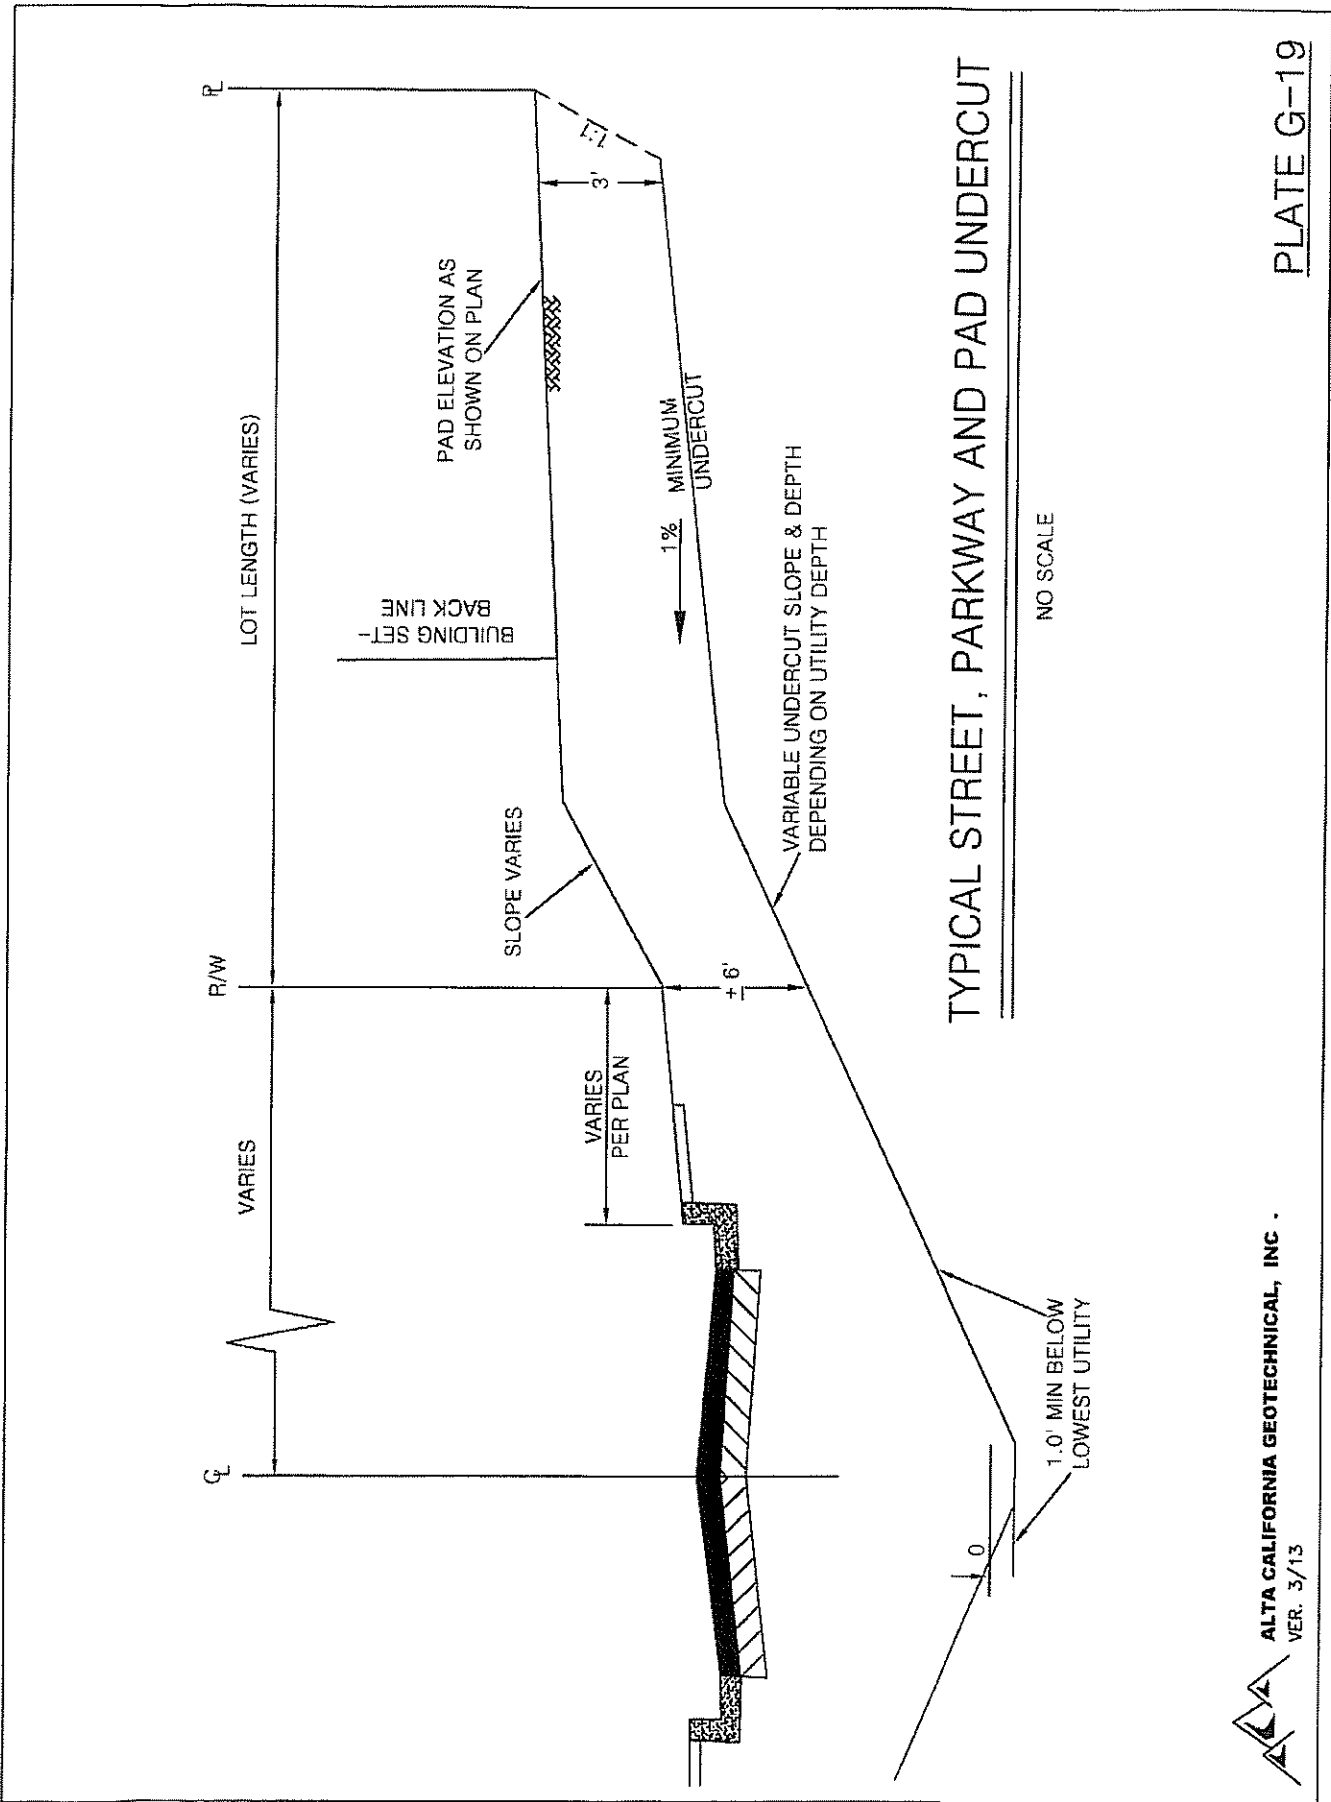 LOT LENGTH (VARIES)
VARIES
℄
R/W
PL
PAD ELEVATION AS
SHOWN ON PLAN
BUILDING SET-
BACK LINE
SLOPE VARIES
VARIES
PER PLAN
3'
1:1
1%
MINIMUM
UNDERCUT
± 6'
VARIABLE UNDERCUT SLOPE & DEPTH
DEPENDING ON UTILITY DEPTH
0
1.0' MIN BELOW
LOWEST UTILITY
TYPICAL STREET, PARKWAY AND PAD UNDERCUT
NO SCALE
ALTA CALIFORNIA GEOTECHNICAL, INC .
VER. 3/13
PLATE G-19